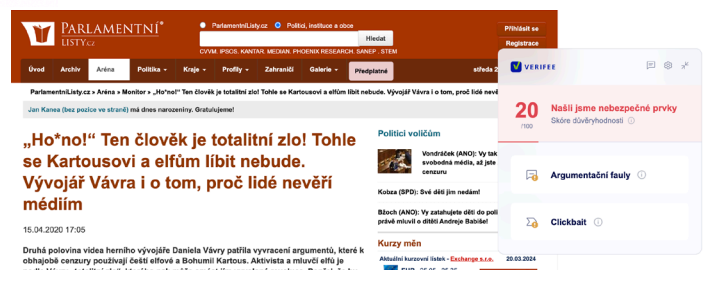 PARLAMENTNÍ
LISTY.CZ
ParlamentniListy.cz Politici, instituce a obce
Hledat
CVVM, IPSOS, KANTAR, MEDIAN, PHOENIX RESEARCH, SANEP, STEM
Přihlásit se
Registrace
Úvod Archiv Aréna Politika Kraje Profily Zahraničí Galerie Předplatné středa 2
ParlamentniListy.cz » Aréna » Monitor » „Ho*no!“ Ten člověk je totalitní zlo! Tohle se Kartousovi a elfům líbit nebude. Vývojář Vávra i o tom, proč lidé nevě
Jan Kanea (bez pozice ve straně) má dnes narozeniny. Gratulujeme!
„Ho*no!“ Ten člověk je totalitní zlo! Tohle
se Kartousovi a elfům líbit nebude.
Vývojář Vávra i o tom, proč lidé nevěří
médiím
15.04.2020 17:05
Druhá polovina videa herního vývojáře Daniela Vávry patřila vyvracení argumentů, které k
obhajobě cenzury používají čeští elfové a Bohumil Kartous. Aktivista a mluvčí elfů je
Politici voličům
Vondráček (ANO): Vy tak
svobodná média, až jste
cenzuru
Kobza (SPD): Své děti jim nedám!
Bžoch (ANO): Vy zatahujete děti do poli
právě mluvil o dítěti Andreje Babiše!
Kurzy měn
Aktuální kurzovní lístek - Exchange s.r.o. 20.03.2024
VERIFEE
20
/100
Našli jsme nebezpečné prvky
Skóre důvěryhodnosti
Argumentační fauly
Clickbait